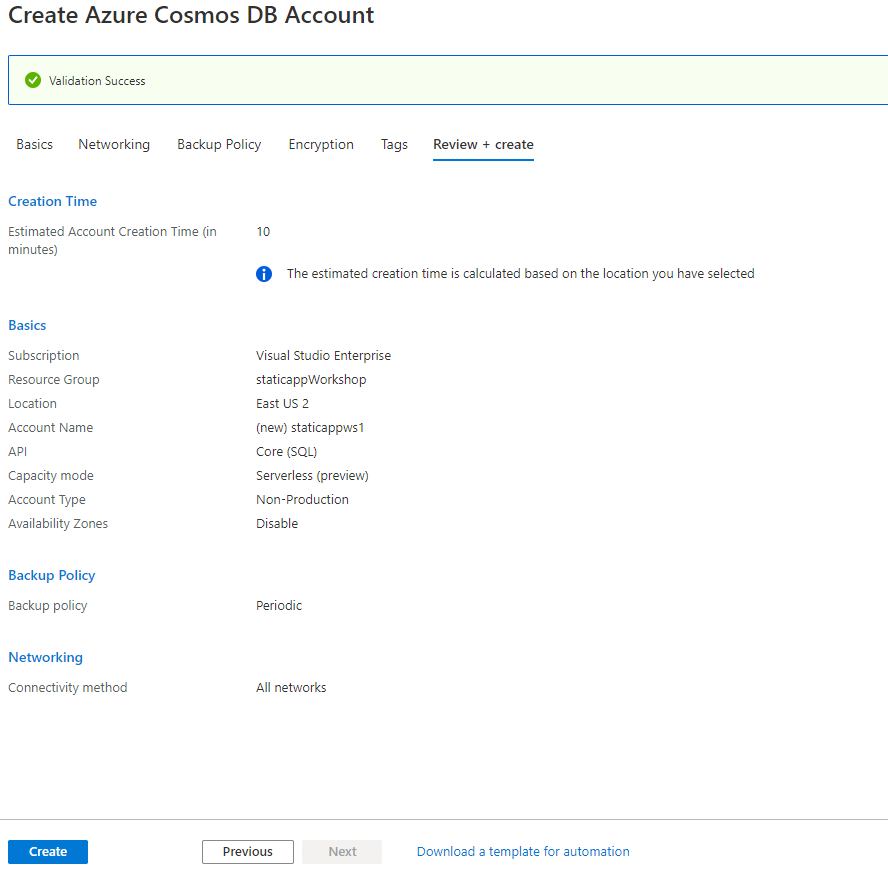 Create Azure Cosmos DB Account
Validation Success
Basics Networking Backup Policy Encryption Tags Review + create
Creation Time
Estimated Account Creation Time (in 10
minutes)
The estimated creation time is calculated based on the location you have selected
Basics
Subscription Visual Studio Enterprise
Resource Group staticappWorkshop
Location East US 2
Account Name (new) staticappws1
API Core (SQL)
Capacity mode Serverless (preview)
Account Type Non-Production
Availability Zones Disable
Backup Policy
Backup policy Periodic
Networking
Connectivity method All networks
Create Previous Next Download a template for automation